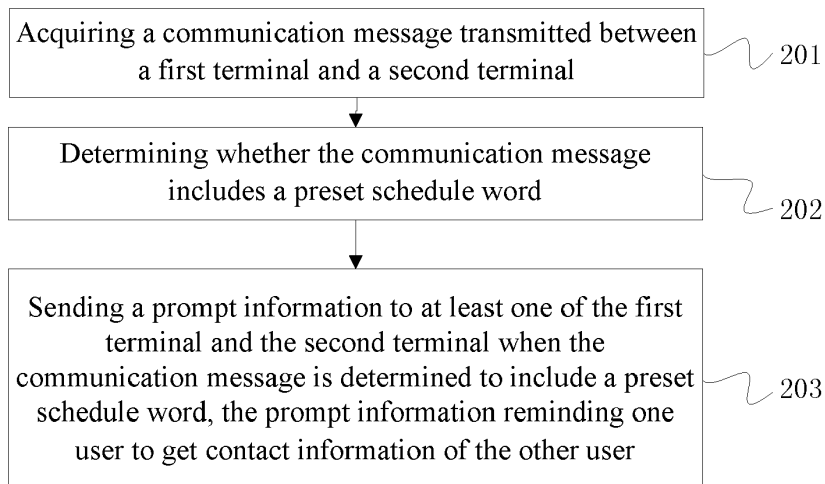 Acquiring a communication message transmitted between
a first terminal and a second terminal
201
Determining whether the communication message
includes a preset schedule word
202
Sending a prompt information to at least one of the first
terminal and the second terminal when the
communication message is determined to include a preset
schedule word, the prompt information reminding one
user to get contact information of the other user
203